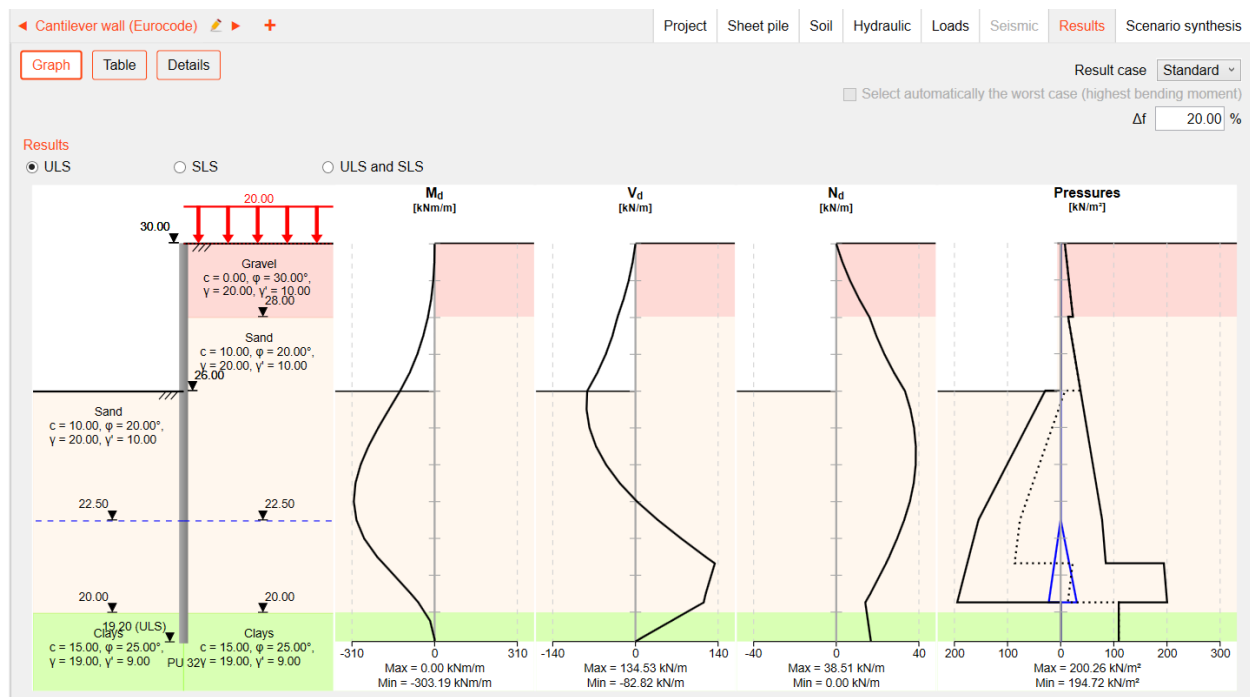 ◄ Cantilever wall (Eurocode) ► +
Project Sheet pile Soil Hydraulic Loads Seismic Results Scenario synthesis
Graph Table Details
Result case Standard
Select automatically the worst case (highest bending moment)
Δf 20.00 %
Results
ULS SLS ULS and SLS
20.00
30.00
Gravel
c = 0.00, φ = 30.00°,
γ = 20.00, γ' = 10.00
28.00
Sand
c = 10.00, φ = 20.00°,
γ = 20.00, γ' = 10.00
26.00
Sand
c = 10.00, φ = 20.00°,
γ = 20.00, γ' = 10.00
22.50 22.50
20.00 20.00
19.20 (ULS)
Clays
c = 15.00, φ = 25.00°,
γ = 19.00, γ' = 9.00
PU 32
Clays
c = 15.00, φ = 25.00°,
γ = 19.00, γ' = 9.00
Md
[kNm/m]
-310 0 310
Max = 0.00 kNm/m
Min = -303.19 kNm/m
Vd
[kN/m]
-140 0 140
Max = 134.53 kN/m
Min = -82.82 kN/m
Nd
[kN/m]
-40 0 40
Max = 38.51 kN/m
Min = 0.00 kN/m
Pressures
[kN/m²]
200 100 0 100 200 300
Max = 200.26 kN/m²
Min = 194.72 kN/m²